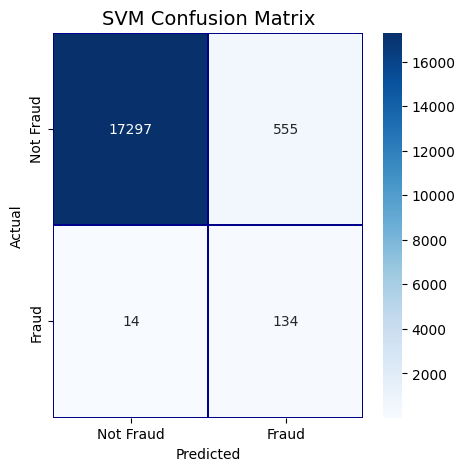 SVM Confusion Matrix
Actual
Not Fraud
Fraud
17297
555
14
134
Not Fraud
Fraud
Predicted
16000
14000
12000
10000
8000
6000
4000
2000